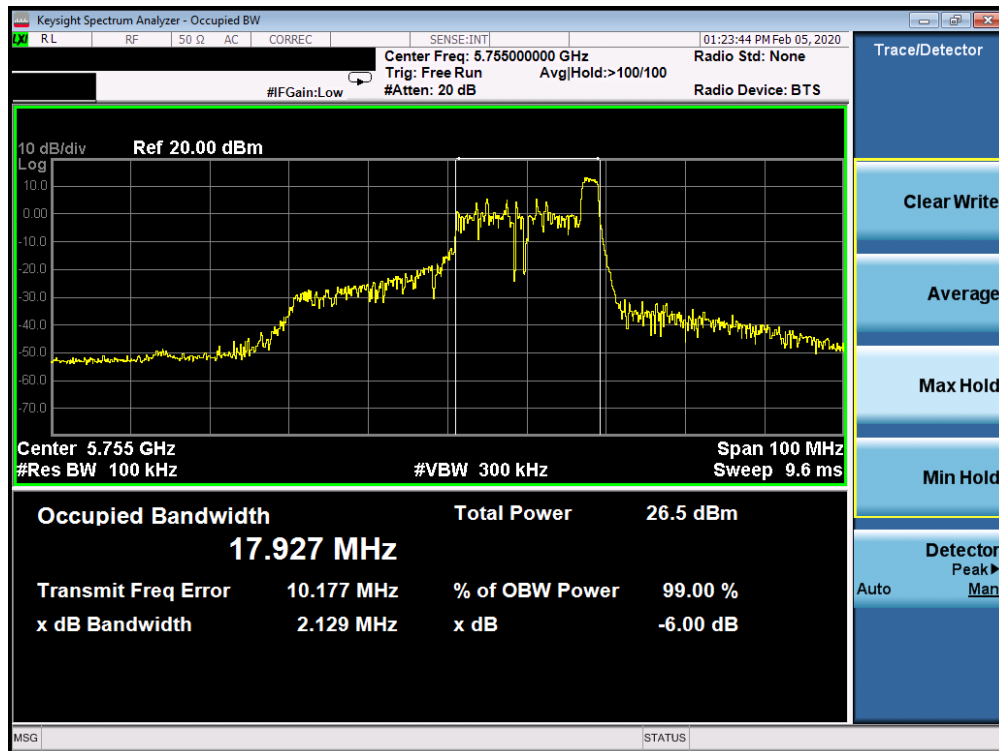 Keysight Spectrum Analyzer - Occupied BW
LXI RL RF 50 Ω AC CORREC SENSE:INT 01:23:44 PM Feb 05, 2020
Center Freq: 5.755000000 GHz Radio Std: None
Trig: Free Run Avg|Hold:>100/100
#IFGain:Low #Atten: 20 dB Radio Device: BTS
10 dB/div Ref 20.00 dBm
Log
10.0
0.00
-10.0
-20.0
-30.0
-40.0
-50.0
-60.0
-70.0
Center 5.755 GHz Span 100 MHz
#Res BW 100 kHz #VBW 300 kHz Sweep 9.6 ms
Occupied Bandwidth Total Power 26.5 dBm
17.927 MHz
Transmit Freq Error 10.177 MHz % of OBW Power 99.00 %
x dB Bandwidth 2.129 MHz x dB -6.00 dB
MSG STATUS
Trace/Detector
Clear Write
Average
Max Hold
Min Hold
Detector
Peak▶
Auto Man